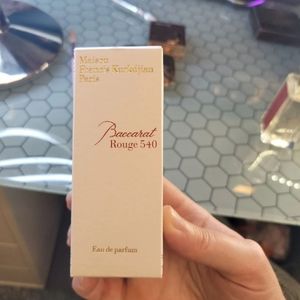 Maison
Francis Kurkdjian
Paris
Baccarat
Rouge 540
Eau de parfum